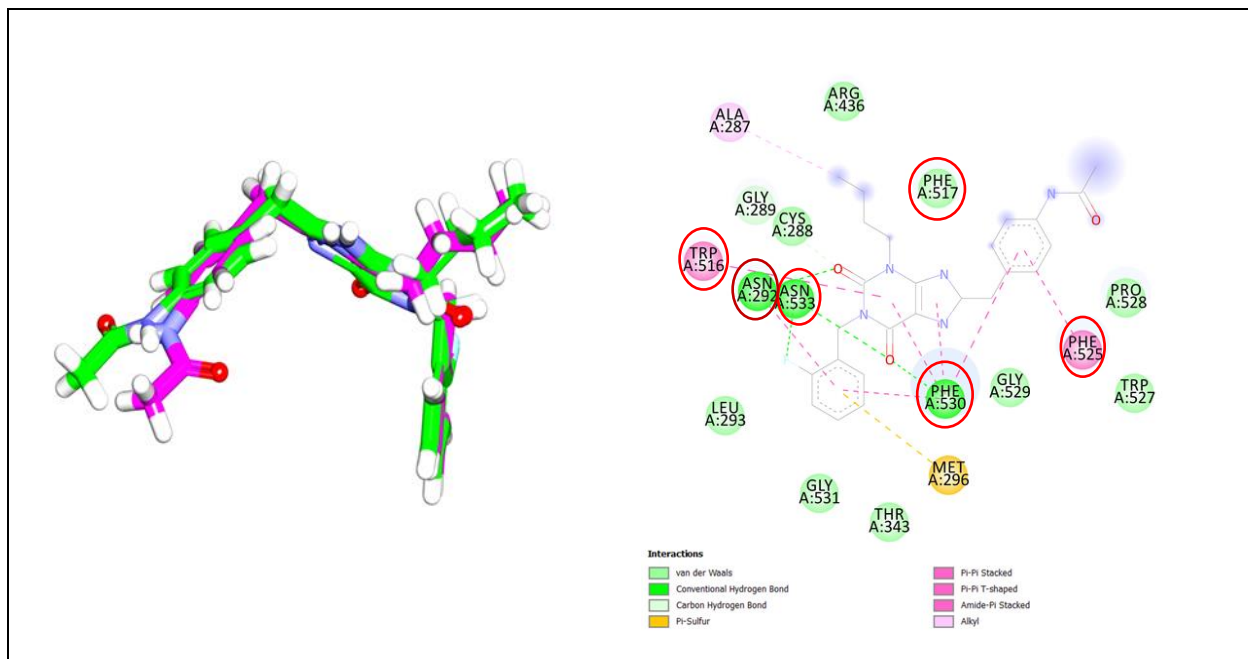 ARG
A:436
ALA
A:287
PHE
A:517
N
H
O
GLY
A:289
CYS
A:288
TRP
A:516
ASN
A:292
ASN
A:533
O
N
N
N
N
O
F
PRO
A:528
PHE
A:525
PHE
A:530
GLY
A:529
TRP
A:527
LEU
A:293
MET
A:296
GLY
A:531
THR
A:343
Interactions
van der Waals
Conventional Hydrogen Bond
Carbon Hydrogen Bond
Pi-Sulfur
Pi-Pi Stacked
Pi-Pi T-shaped
Amide-Pi Stacked
Alkyl